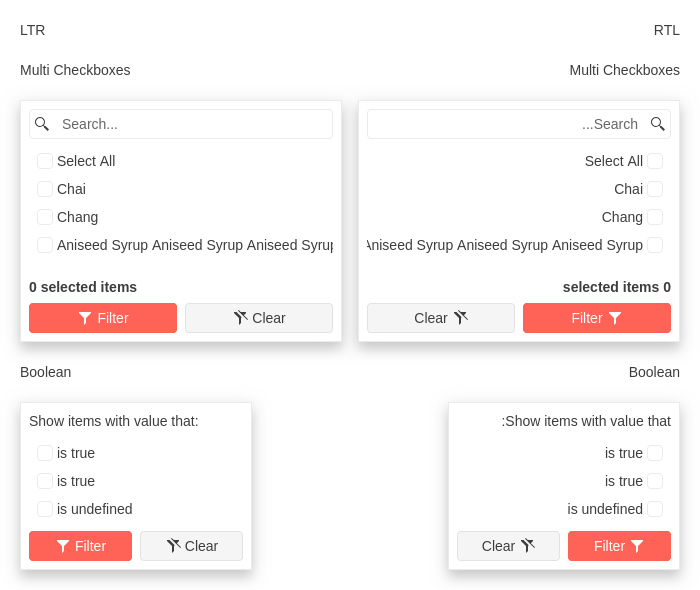 LTR
RTL
Multi Checkboxes
Multi Checkboxes
Search...
Select All
Chai
Chang
Aniseed Syrup Aniseed Syrup Aniseed Syrup
0 selected items
Filter Clear
...Search
Select All
Chai
Chang
Aniseed Syrup Aniseed Syrup Aniseed Syrup
selected items 0
Clear Filter
Boolean
Boolean
Show items with value that:
is true
is true
is undefined
Filter Clear
:Show items with value that
is true
is true
is undefined
Clear Filter